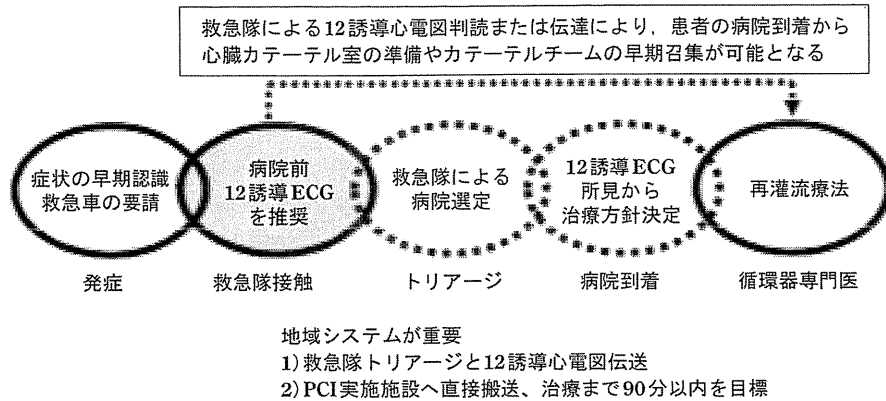 救急隊による12誘導心電図判読または伝達により，患者の病院到着から
心臓カテーテル室の準備やカテーテルチームの早期召集が可能となる
症状の早期認識
救急車の要請
病院前
12誘導ECG
を推奨
救急隊による
病院選定
12誘導ECG
所見から
治療方針決定
再灌流療法
発症
救急隊接触
トリアージ
病院到着
循環器専門医
地域システムが重要
1)救急隊トリアージと12誘導心電図伝送
2)PCI実施施設へ直接搬送、治療まで90分以内を目標